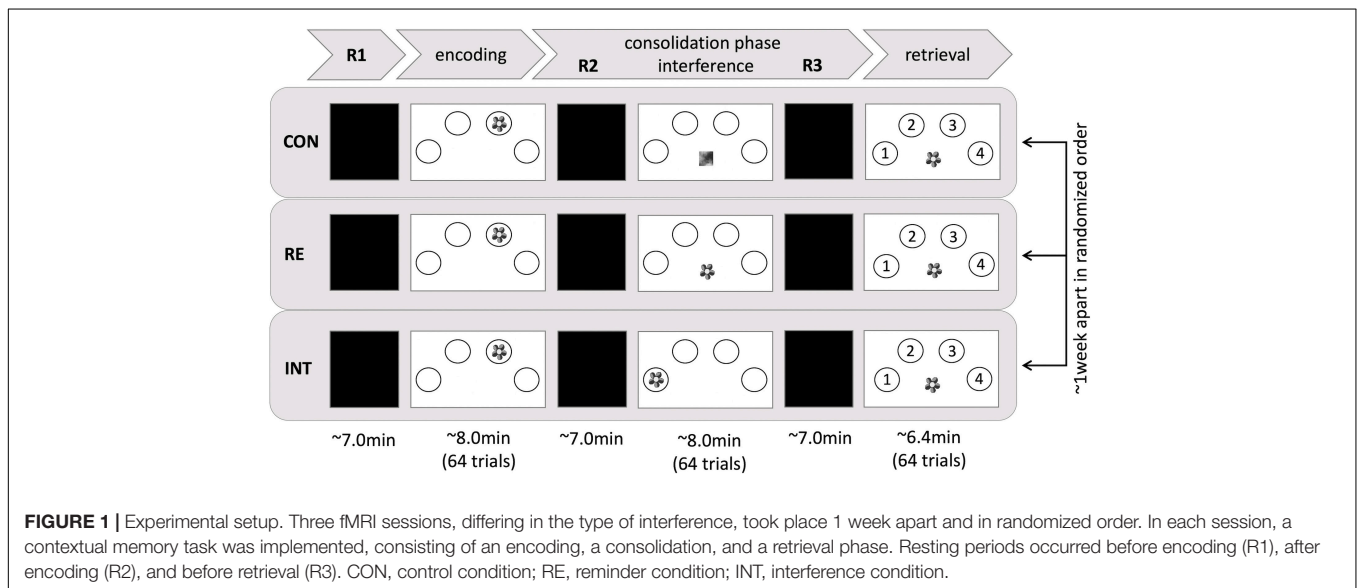 R1
encoding
consolidation phase
R2 interference R3
retrieval
CON
2 3
1 4
RE
2 3
1 4
INT
2 3
1 4
~1week apart in randomized order
~7.0min ~8.0min ~7.0min ~8.0min ~7.0min ~6.4min
(64 trials) (64 trials) (64 trials)
FIGURE 1 | Experimental setup. Three fMRI sessions, differing in the type of interference, took place 1 week apart and in randomized order. In each session, a
contextual memory task was implemented, consisting of an encoding, a consolidation, and a retrieval phase. Resting periods occurred before encoding (R1), after
encoding (R2), and before retrieval (R3). CON, control condition; RE, reminder condition; INT, interference condition.